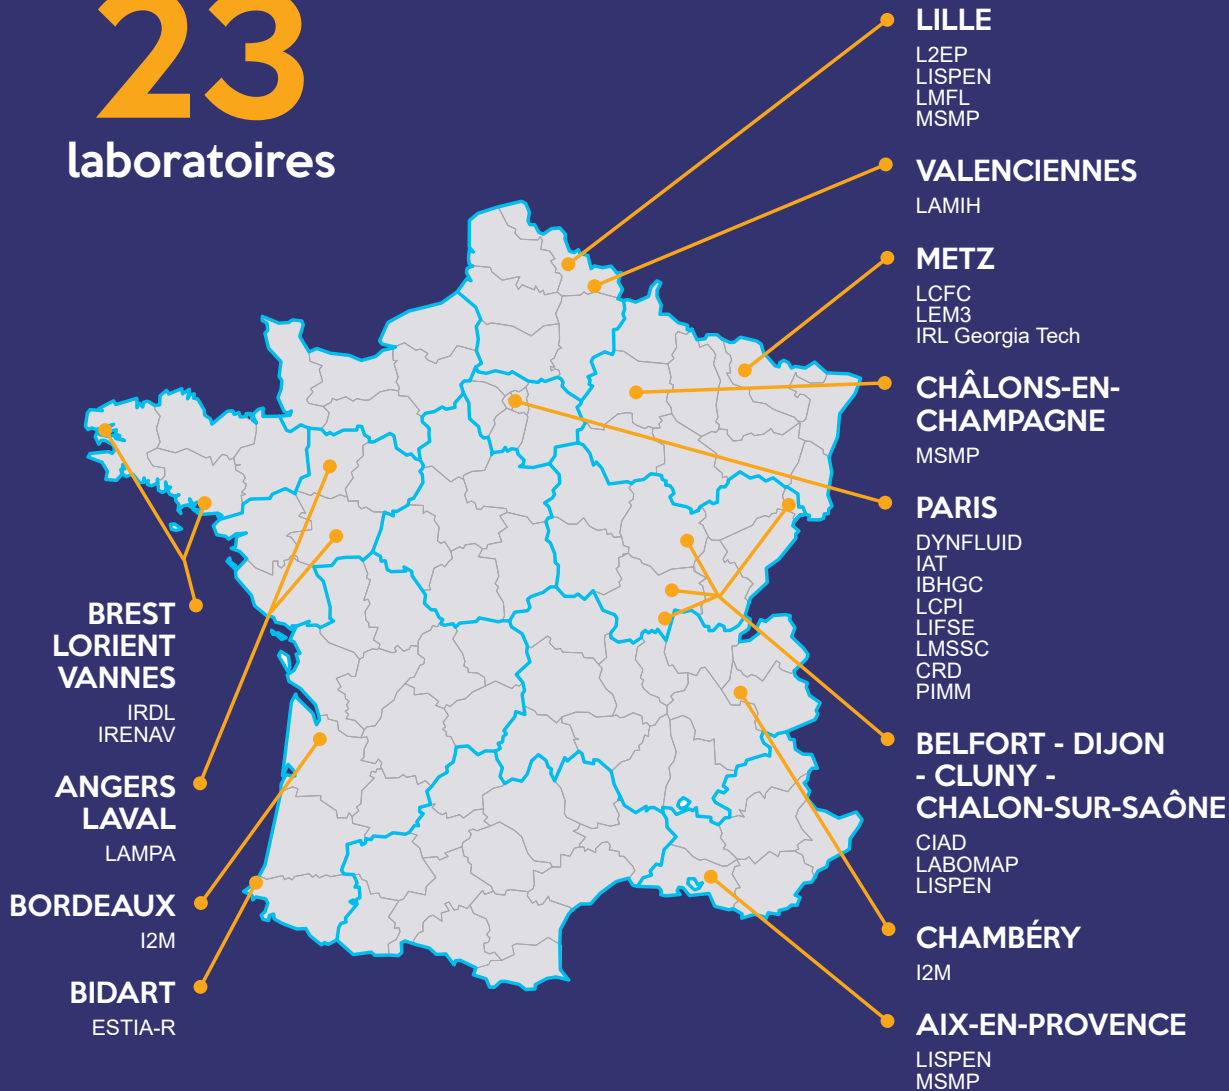 23
laboratoires
LILLE
L2EP
LISPEN
LMFL
MSMP
VALENCIENNES
LAMIH
METZ
LCFC
LEM3
IRL Georgia Tech
CHÂLONS-EN-
CHAMPAGNE
MSMP
PARIS
DYNFLUID
IAT
IBHGC
LCPI
LIFSE
LMSSC
CRD
PIMM
BELFORT - DIJON
- CLUNY -
CHALON-SUR-SAÔNE
CIAD
LABOMAP
LISPEN
CHAMBÉRY
I2M
AIX-EN-PROVENCE
LISPEN
MSMP
BREST
LORIENT
VANNES
IRDL
IRENAV
ANGERS
LAVAL
LAMPA
BORDEAUX
I2M
BIDART
ESTIA-R